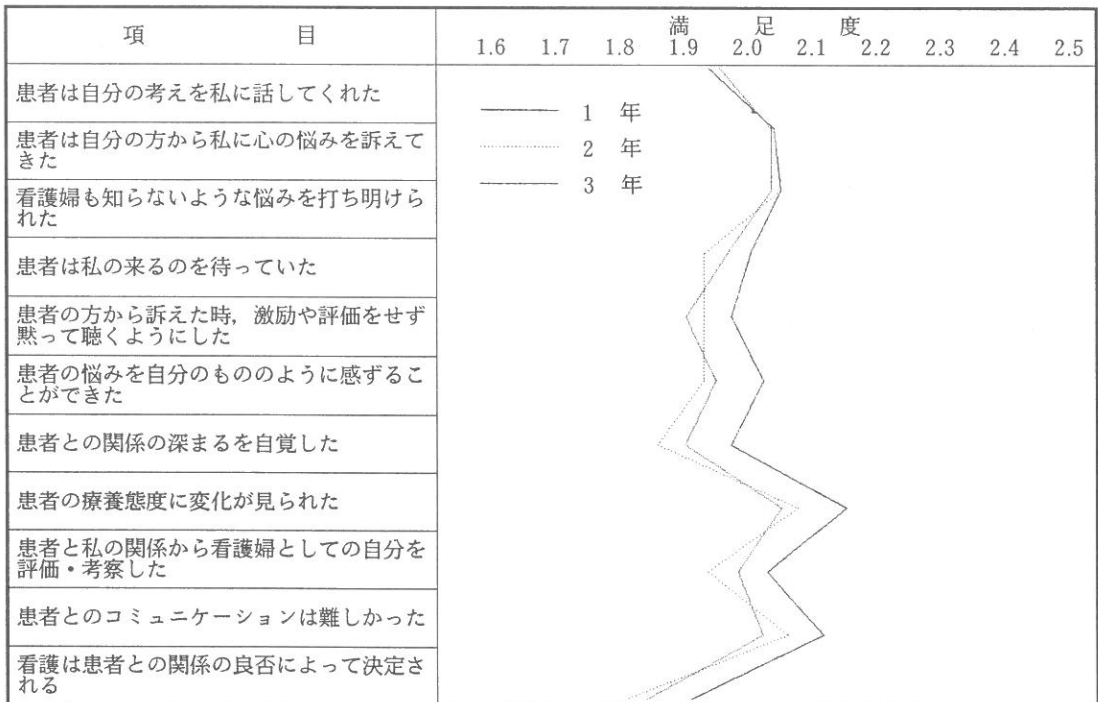 項　目
満　足　度
1.6 1.7 1.8 1.9 2.0 2.1 2.2 2.3 2.4 2.5
患者は自分の考えを私に話してくれた
患者は自分の方から私に心の悩みを訴えて
きた
看護婦も知らないような悩みを打ち明けら
れた
患者は私の来るのを待っていた
患者の方から訴えた時，激励や評価をせず
黙って聴くようにした
患者の悩みを自分のもののように感ずるこ
とができた
患者との関係の深まるを自覚した
患者の療養態度に変化が見られた
患者と私の関係から看護婦としての自分を
評価・考察した
患者とのコミュニケーションは難しかった
看護は患者との関係の良否によって決定さ
れる
1　年
2　年
3　年